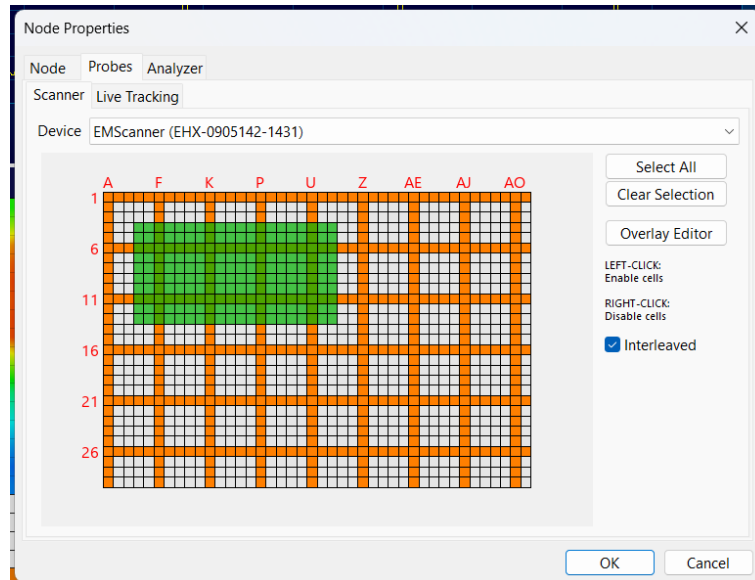 Node Properties
Node Probes Analyzer
Scanner Live Tracking
Device EMScanner (EHX-0905142-1431)
Select All
Clear Selection
Overlay Editor
LEFT-CLICK:
Enable cells
RIGHT-CLICK:
Disable cells
Interleaved
A F K P U Z AE AJ AO
1
6
11
16
21
26
OK Cancel